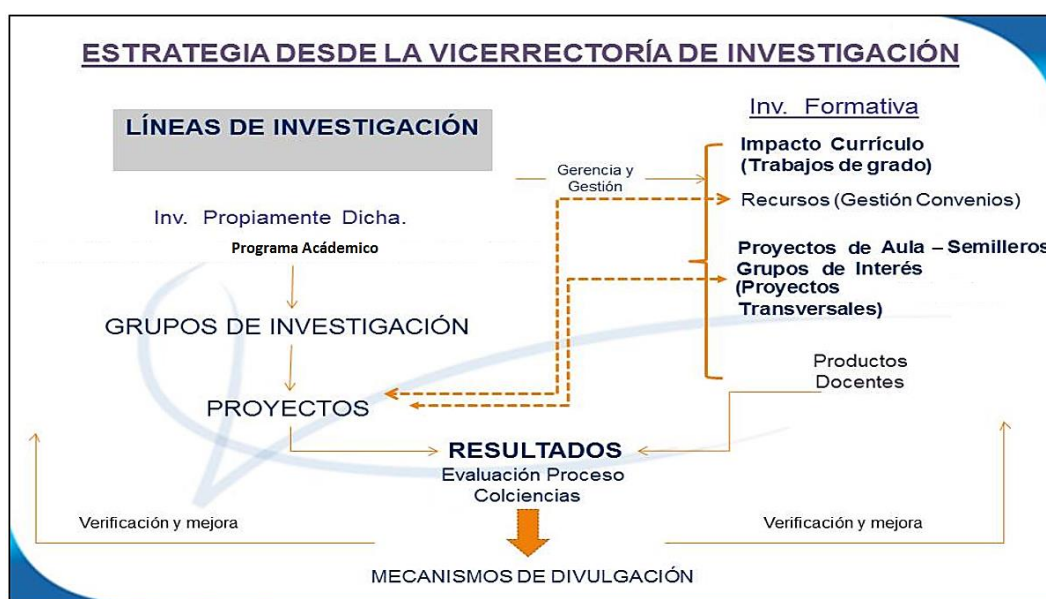 ESTRATEGIA DESDE LA VICERRECTORÍA DE INVESTIGACIÓN
LÍNEAS DE INVESTIGACIÓN
Inv. Propiamente Dicha.
Programa Acádemico
GRUPOS DE INVESTIGACIÓN
PROYECTOS
Gerencia y
Gestión
Inv. Formativa
Impacto Currículo
(Trabajos de grado)
Recursos (Gestión Convenios)
Proyectos de Aula – Semilleros
Grupos de Interés
(Proyectos
Transversales)
Productos
Docentes
RESULTADOS
Evaluación Proceso
Colciencias
Verificación y mejora
Verificación y mejora
MECANISMOS DE DIVULGACIÓN